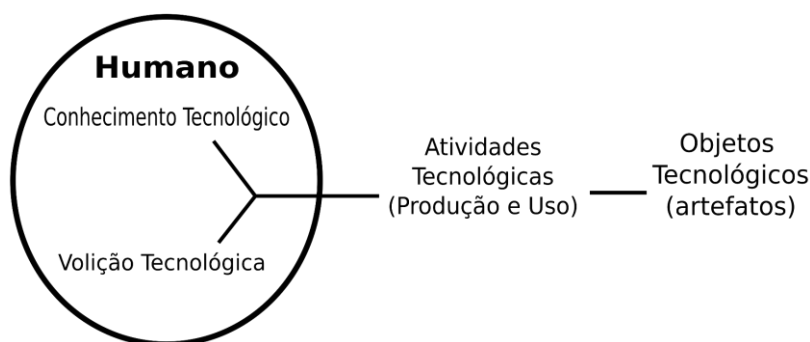 Humano
Conhecimento Tecnológico
Volição Tecnológica
Atividades
Tecnológicas
(Produção e Uso)
Objetos
Tecnológicos
(artefatos)